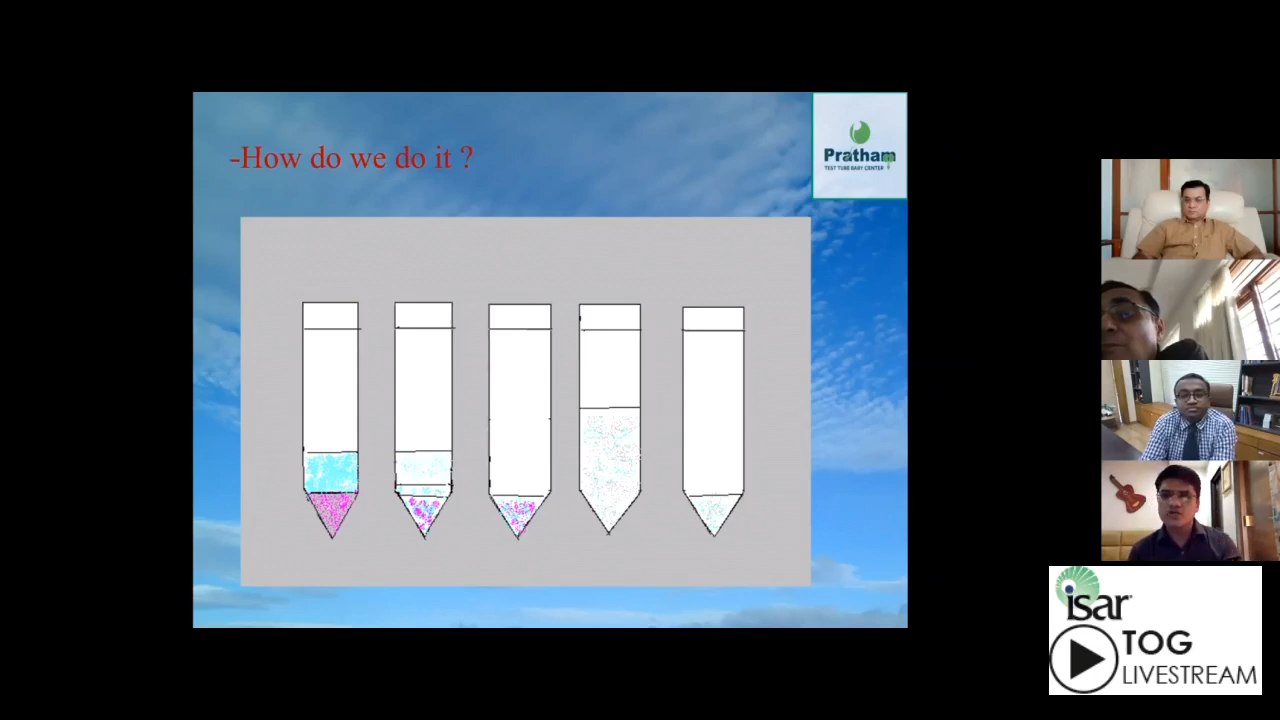 -How do we do it ?
Pratham
TEST TUBE BABY CENTER
isar
TOG
LIVESTREAM